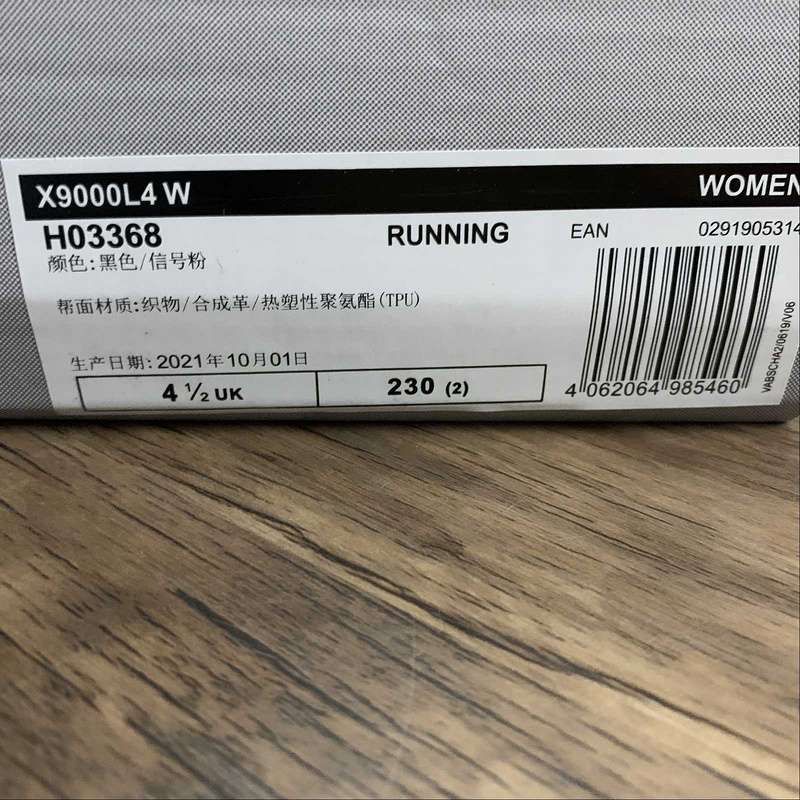 X9000L4 W
WOMEN
H03368
RUNNING
EAN
0291905314
颜色:黑色/信号粉
帮面材质:织物/合成革/热塑性聚氨酯(TPU)
生产日期:2021年10月01日
4 ½ UK
230 (2)
4 062064 985460
VABSCHA2/0619/V06